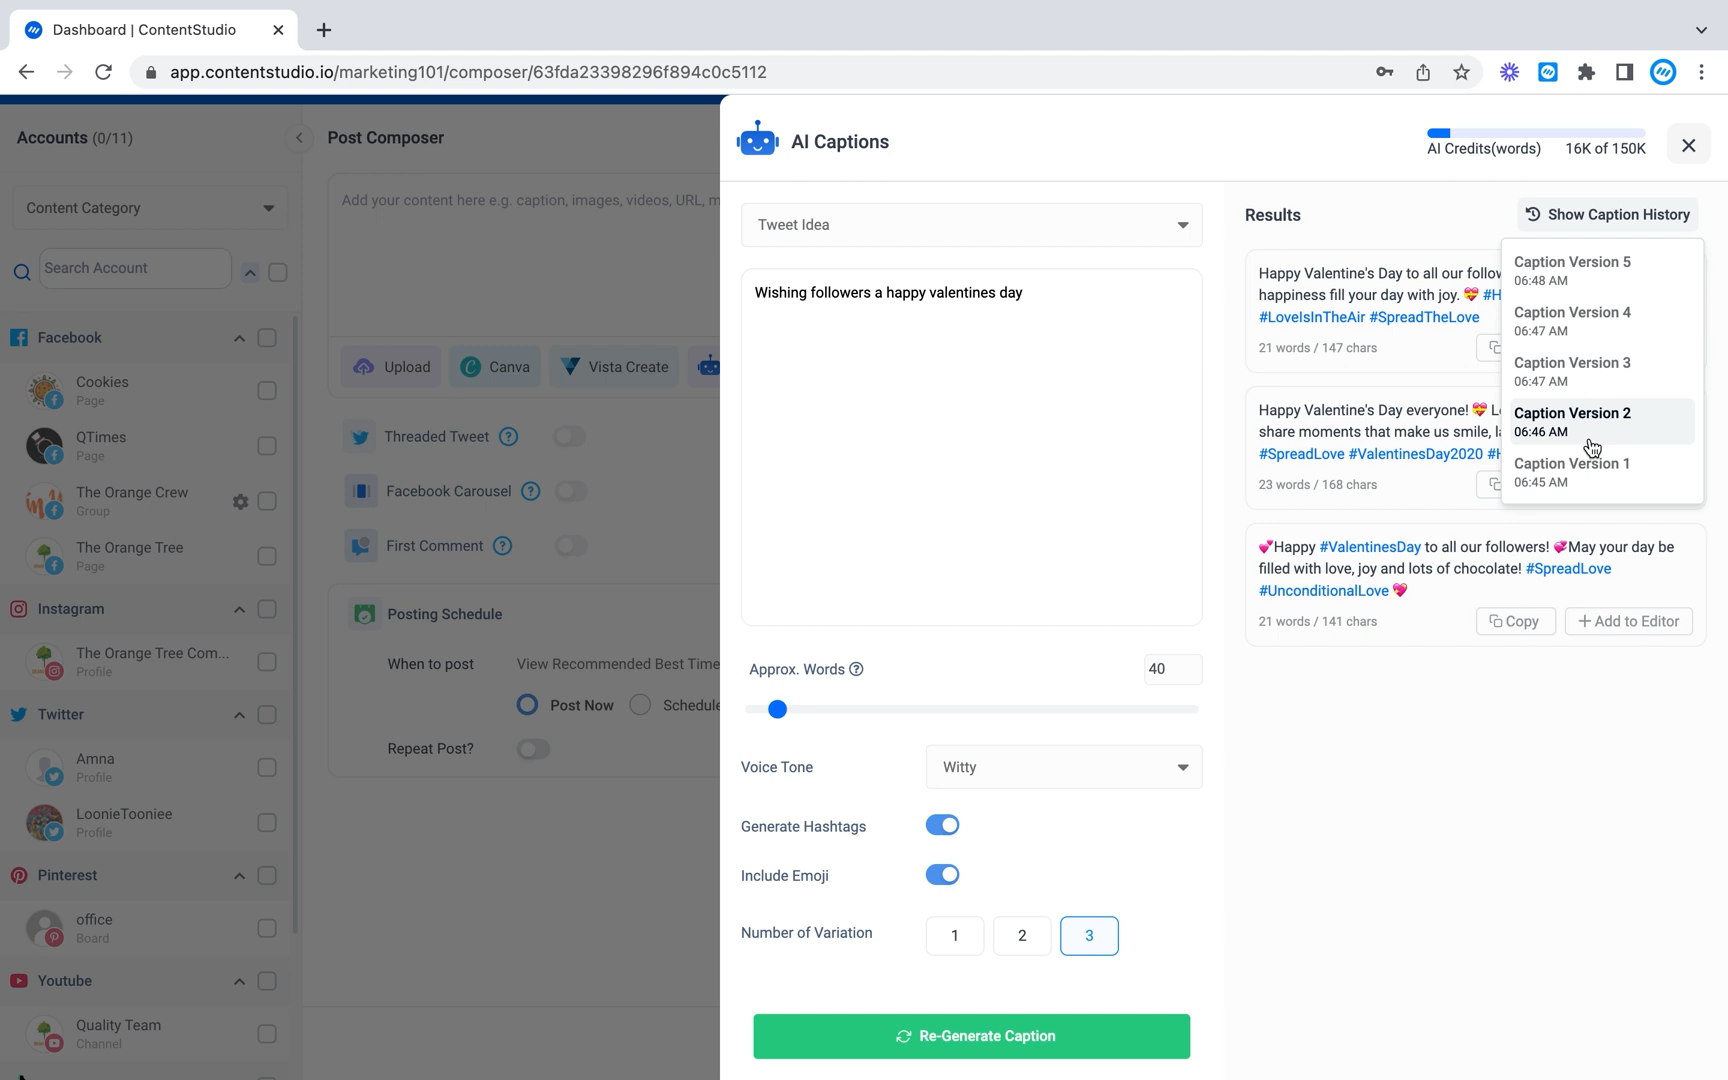 Dashboard | ContentStudio
app.contentstudio.io/marketing101/composer/63fda23398296f894c0c5112
Accounts (0/11)
Content Category
Search Account
Facebook
Cookies
Page
QTimes
Page
The Orange Crew
Group
The Orange Tree
Page
Instagram
The Orange Tree Com...
Profile
Twitter
Amna
Profile
LoonieTooniee
Profile
Pinterest
office
Board
Youtube
Quality Team
Channel
Post Composer
Add your content here e.g. caption, images, videos, URL, m
Upload
Canva
Vista Create
Threaded Tweet
Facebook Carousel
First Comment
Posting Schedule
When to post
View Recommended Best Time
Post Now
Schedule
Repeat Post?
AI Captions
AI Credits(words) 16K of 150K
Tweet Idea
Wishing followers a happy valentines day
Approx. Words
40
Voice Tone
Witty
Generate Hashtags
Include Emoji
Number of Variation
1 2 3
Re-Generate Caption
Results
Show Caption History
Happy Valentine's Day to all our follow
happiness fill your day with joy. 💝 #H
#LoveIsInTheAir #SpreadTheLove
21 words / 147 chars
Happy Valentine's Day everyone! 💝 L
share moments that make us smile, la
#SpreadLove #ValentinesDay2020 #H
23 words / 168 chars
💕Happy #ValentinesDay to all our followers! 💞May your day be
filled with love, joy and lots of chocolate! #SpreadLove
#UnconditionalLove 💖
21 words / 141 chars
Copy
+ Add to Editor
Caption Version 5
06:48 AM
Caption Version 4
06:47 AM
Caption Version 3
06:47 AM
Caption Version 2
06:46 AM
Caption Version 1
06:45 AM